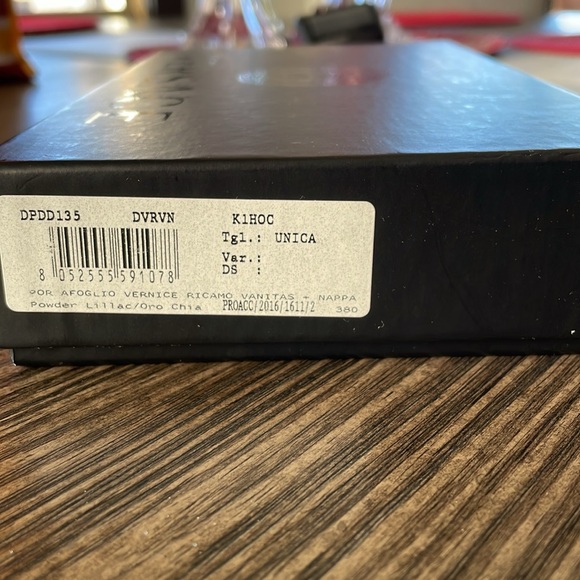 DPDD135 DVRVN K1HOC
Tgl.: UNICA
Var.:
DS :
8 052555 591078
POR AFOGLIO VERNICE RICAMO VANITAS - NAPPA
Powder Lillac/Oro Chia PROACC/2016/1611/2 380